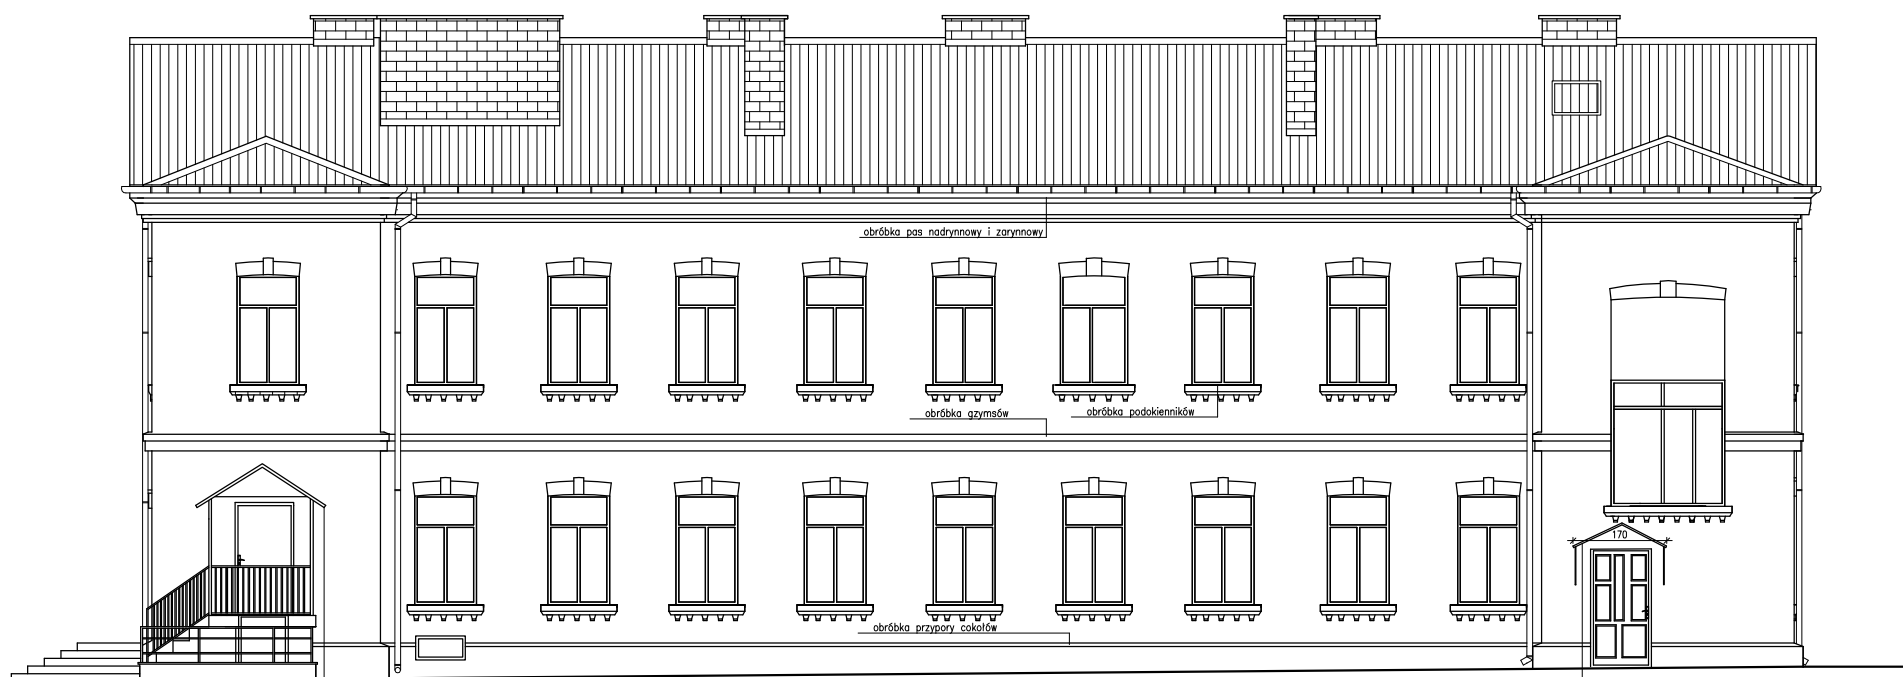 obróbka pas nadrynnowy i zarynnowy
obróbka gzymsów
obróbka podokienników
170
obróbka przypory cokołów